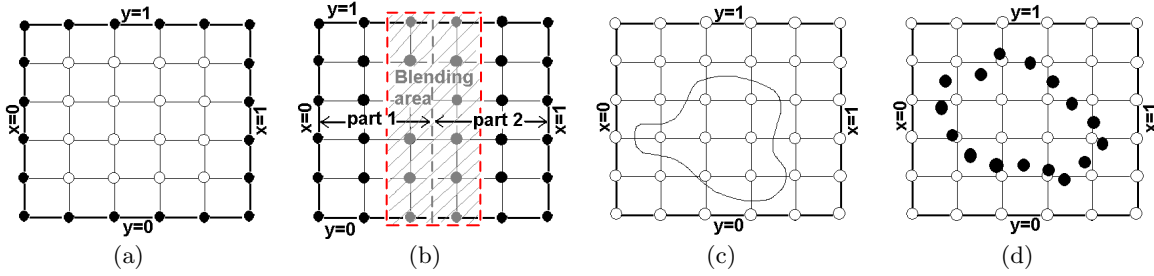 y=1
x=0
x=1
y=0
(a)
y=1
x=0
Blending
area
part 1
part 2
x=1
y=0
(b)
y=1
x=0
x=1
y=0
(c)
y=1
x=0
x=1
y=0
(d)